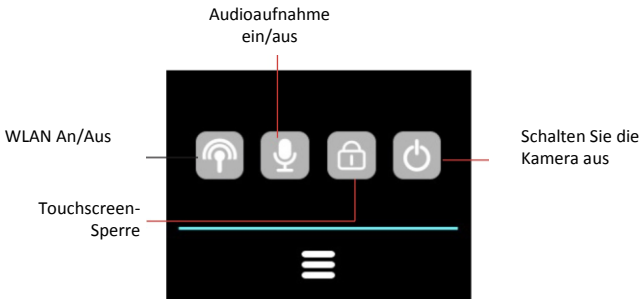 Audioaufnahme
ein/aus
WLAN An/Aus
Schalten Sie die
Kamera aus
Touchscreen-
Sperre